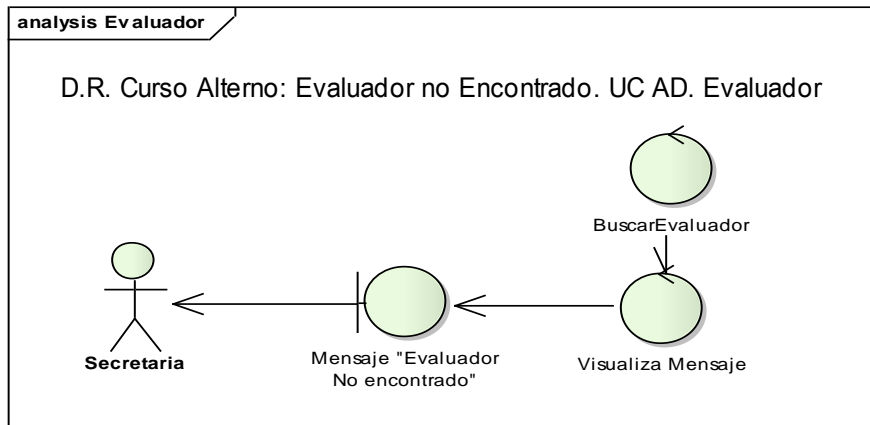 analysis Evaluador
D.R. Curso Alterno: Evaluador no Encontrado. UC AD. Evaluador
BuscarEvaluador
Secretaria
Mensaje "Evaluador
No encontrado"
Visualiza Mensaje